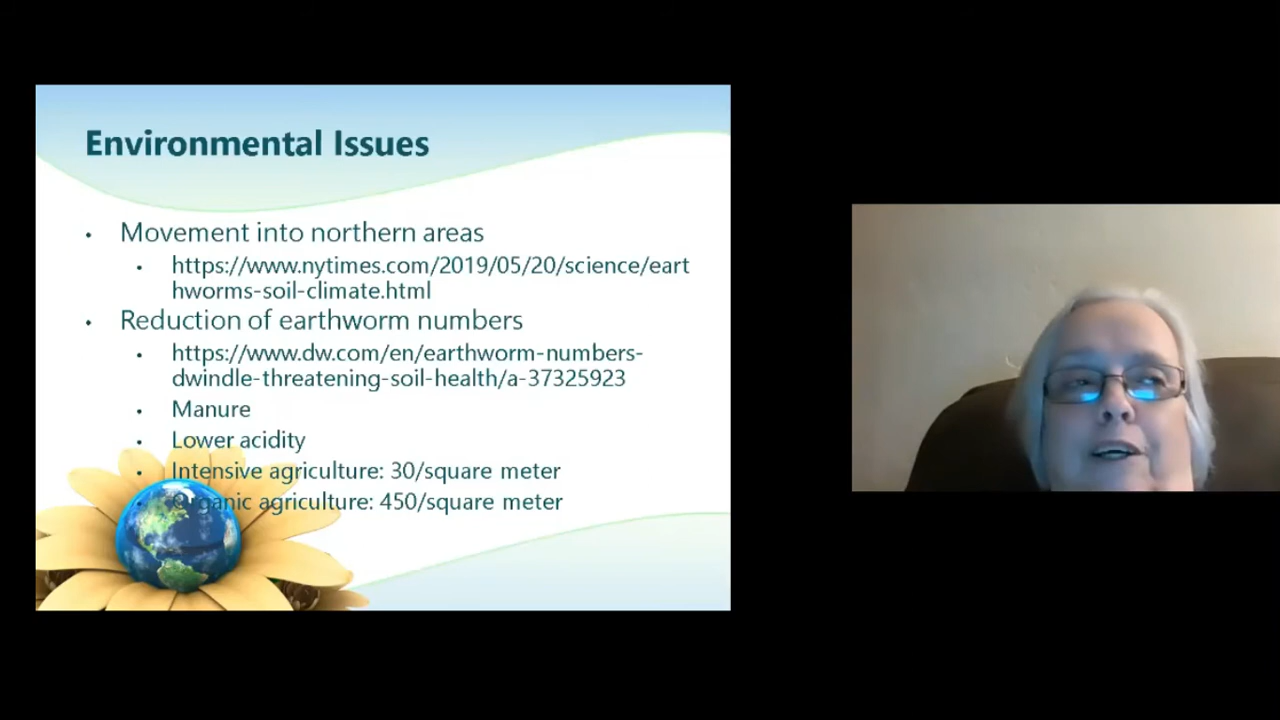 Environmental Issues
• Movement into northern areas
• https://www.nytimes.com/2019/05/20/science/eart
hworms-soil-climate.html
• Reduction of earthworm numbers
• https://www.dw.com/en/earthworm-numbers-
dwindle-threatening-soil-health/a-37325923
• Manure
• Lower acidity
• Intensive agriculture: 30/square meter
• Organic agriculture: 450/square meter